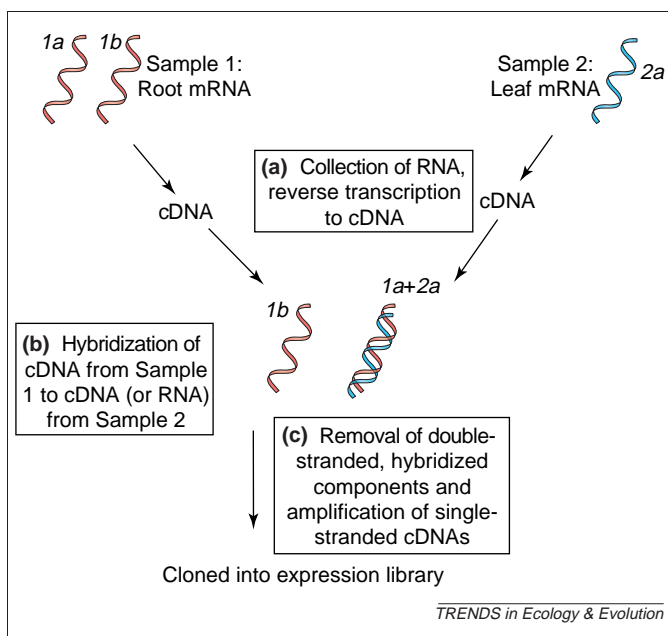 1a
1b
Sample 1:
Root mRNA
Sample 2:
Leaf mRNA
2a
(a) Collection of RNA,
reverse transcription
to cDNA
cDNA
cDNA
1b
1a+2a
(b) Hybridization of
cDNA from Sample
1 to cDNA (or RNA)
from Sample 2
(c) Removal of double-
stranded, hybridized
components and
amplification of single-
stranded cDNAs
Cloned into expression library
TRENDS in Ecology & Evolution